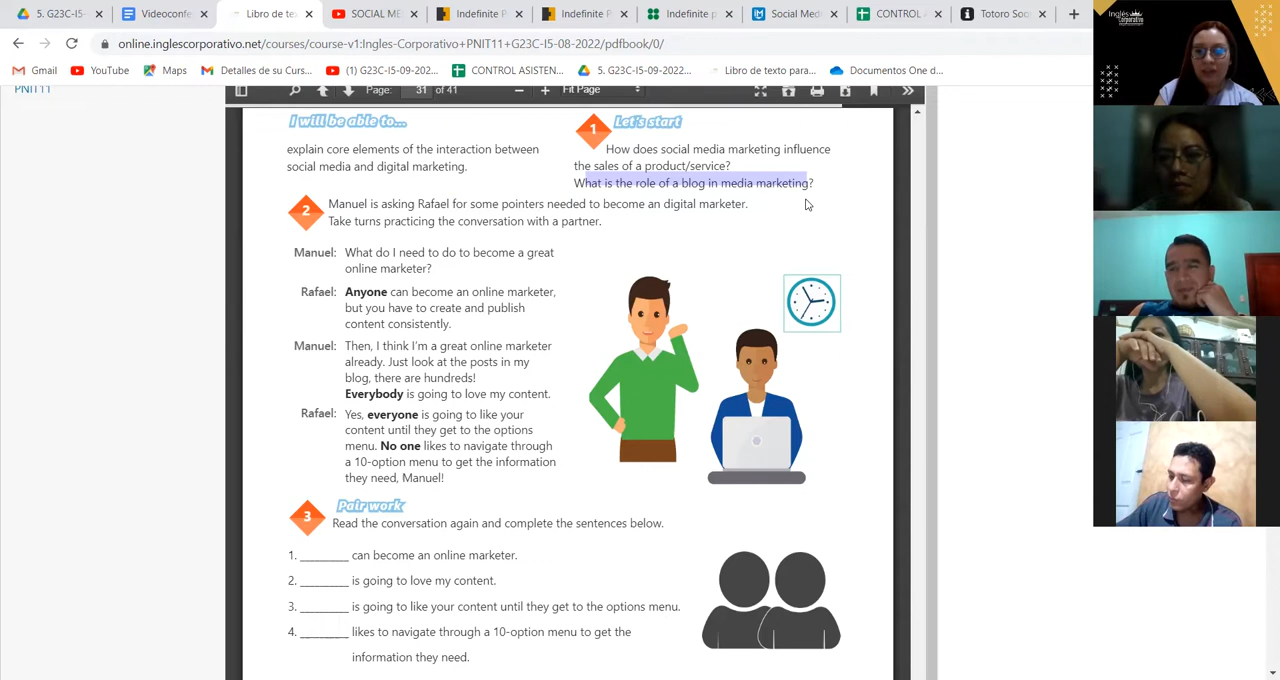 5. G23C-I5-
Videoconfe
Libro de tex
SOCIAL ME
Indefinite P
Indefinite P
Indefinite p
Social Med
CONTROL A
Totoro Soo
online.inglescorporativo.net/courses/course-v1:Ingles-Corporativo+PNIT11+G23C-I5-08-2022/pdfbook/0/
Gmail
YouTube
Maps
Detalles de su Curs...
(1) G23C-I5-09-202...
CONTROL ASISTEN...
5. G23C-I5-09-2022...
Libro de texto para...
Documentos One d...
PNIT11
Page:
31
of 41
Fit Page
I will be able to...
explain core elements of the interaction between
social media and digital marketing.
1
Let's start
How does social media marketing influence
the sales of a product/service?
What is the role of a blog in media marketing?
2
Manuel is asking Rafael for some pointers needed to become an digital marketer.
Take turns practicing the conversation with a partner.
Manuel: What do I need to do to become a great
online marketer?
Rafael: Anyone can become an online marketer,
but you have to create and publish
content consistently.
Manuel: Then, I think I'm a great online marketer
already. Just look at the posts in my
blog, there are hundreds!
Everybody is going to love my content.
Rafael: Yes, everyone is going to like your
content until they get to the options
menu. No one likes to navigate through
a 10-option menu to get the information
they need, Manuel!
3
Pair work
Read the conversation again and complete the sentences below.
1. ________ can become an online marketer.
2. ________ is going to love my content.
3. ________ is going to like your content until they get to the options menu.
4. ________ likes to navigate through a 10-option menu to get the
information they need.
Inglés
Corporativo